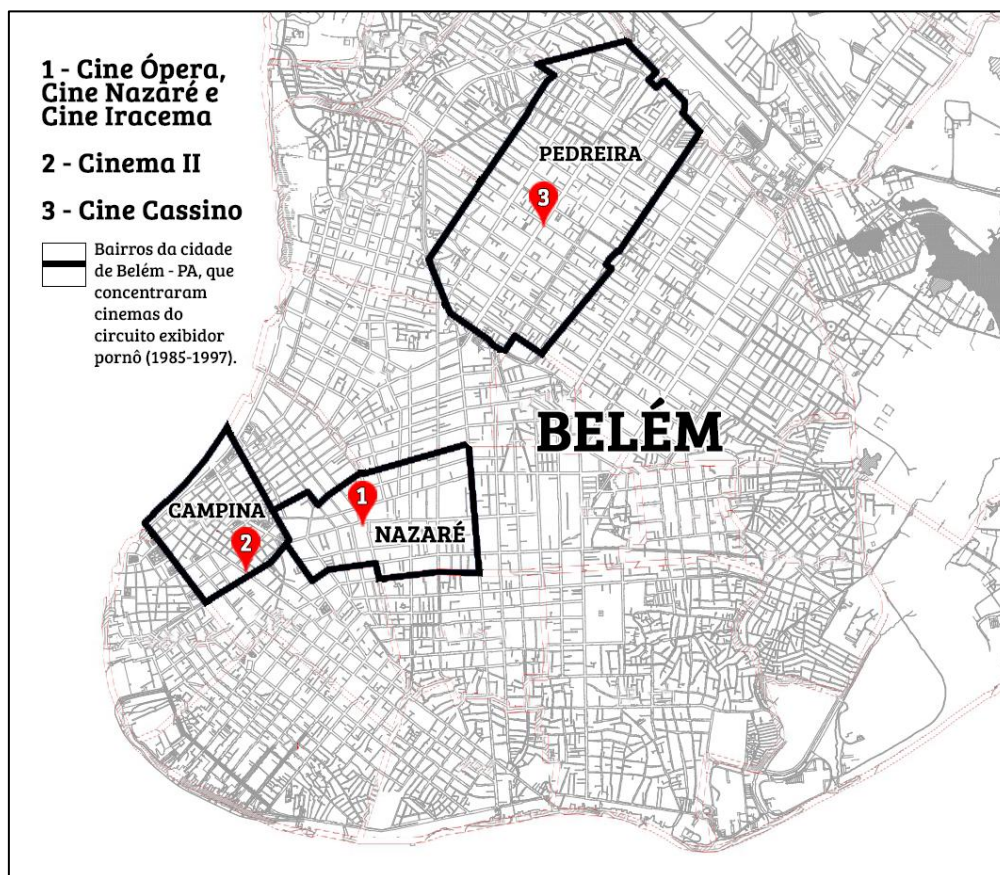 1 - Cine Ópera,
Cine Nazaré e
Cine Iracema
2 - Cinema II
3 - Cine Cassino
Bairros da cidade
de Belém - PA, que
concentraram
cinemas do
circuito exibidor
pornô (1985-1997).
PEDREIRA
3
BELÉM
CAMPINA
1
NAZARÉ
2